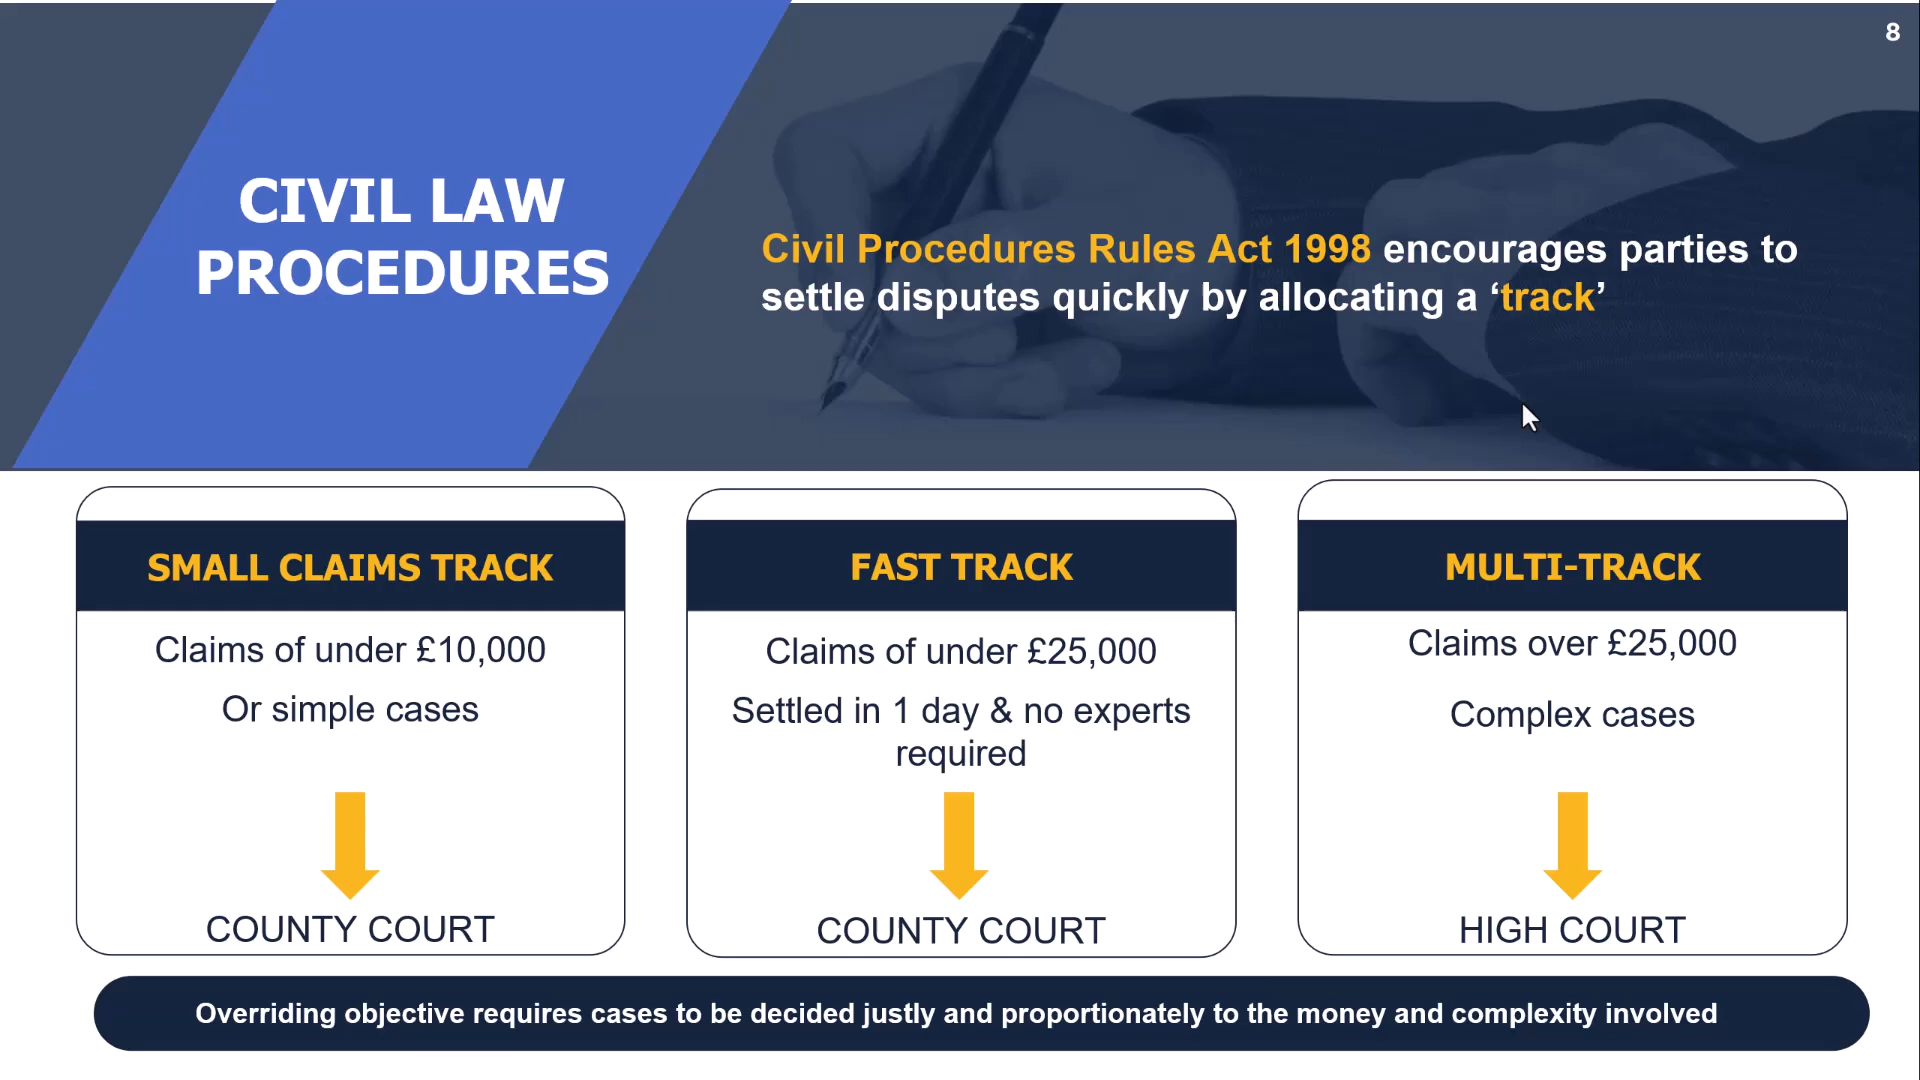 8
CIVIL LAW
PROCEDURES
Civil Procedures Rules Act 1998 encourages parties to
settle disputes quickly by allocating a ‘track’
SMALL CLAIMS TRACK
Claims of under £10,000
Or simple cases
COUNTY COURT
FAST TRACK
Claims of under £25,000
Settled in 1 day & no experts
required
COUNTY COURT
MULTI-TRACK
Claims over £25,000
Complex cases
HIGH COURT
Overriding objective requires cases to be decided justly and proportionately to the money and complexity involved